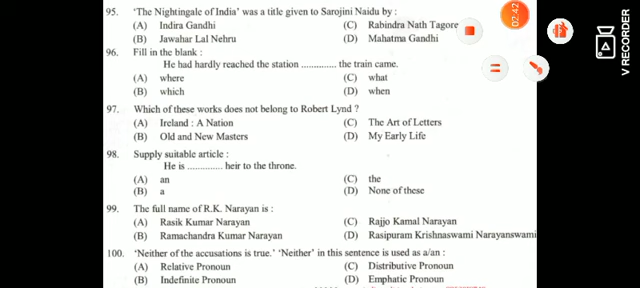 02:42
V RECORDER
95. 'The Nightingale of India' was a title given to Sarojini Naidu by :
(A) Indira Gandhi (C) Rabindra Nath Tagore
(B) Jawahar Lal Nehru (D) Mahatma Gandhi
96. Fill in the blank :
He had hardly reached the station .............. the train came.
(A) where (C) what
(B) which (D) when
97. Which of these works does not belong to Robert Lynd ?
(A) Ireland : A Nation (C) The Art of Letters
(B) Old and New Masters (D) My Early Life
98. Supply suitable article :
He is .............. heir to the throne.
(A) an (C) the
(B) a (D) None of these
99. The full name of R.K. Narayan is :
(A) Rasik Kumar Narayan (C) Rajjo Kamal Narayan
(B) Ramachandra Kumar Narayan (D) Rasipuram Krishnaswami Narayanswami
100. 'Neither of the accusations is true.' 'Neither' in this sentence is used as a/an :
(A) Relative Pronoun (C) Distributive Pronoun
(B) Indefinite Pronoun (D) Emphatic Pronoun